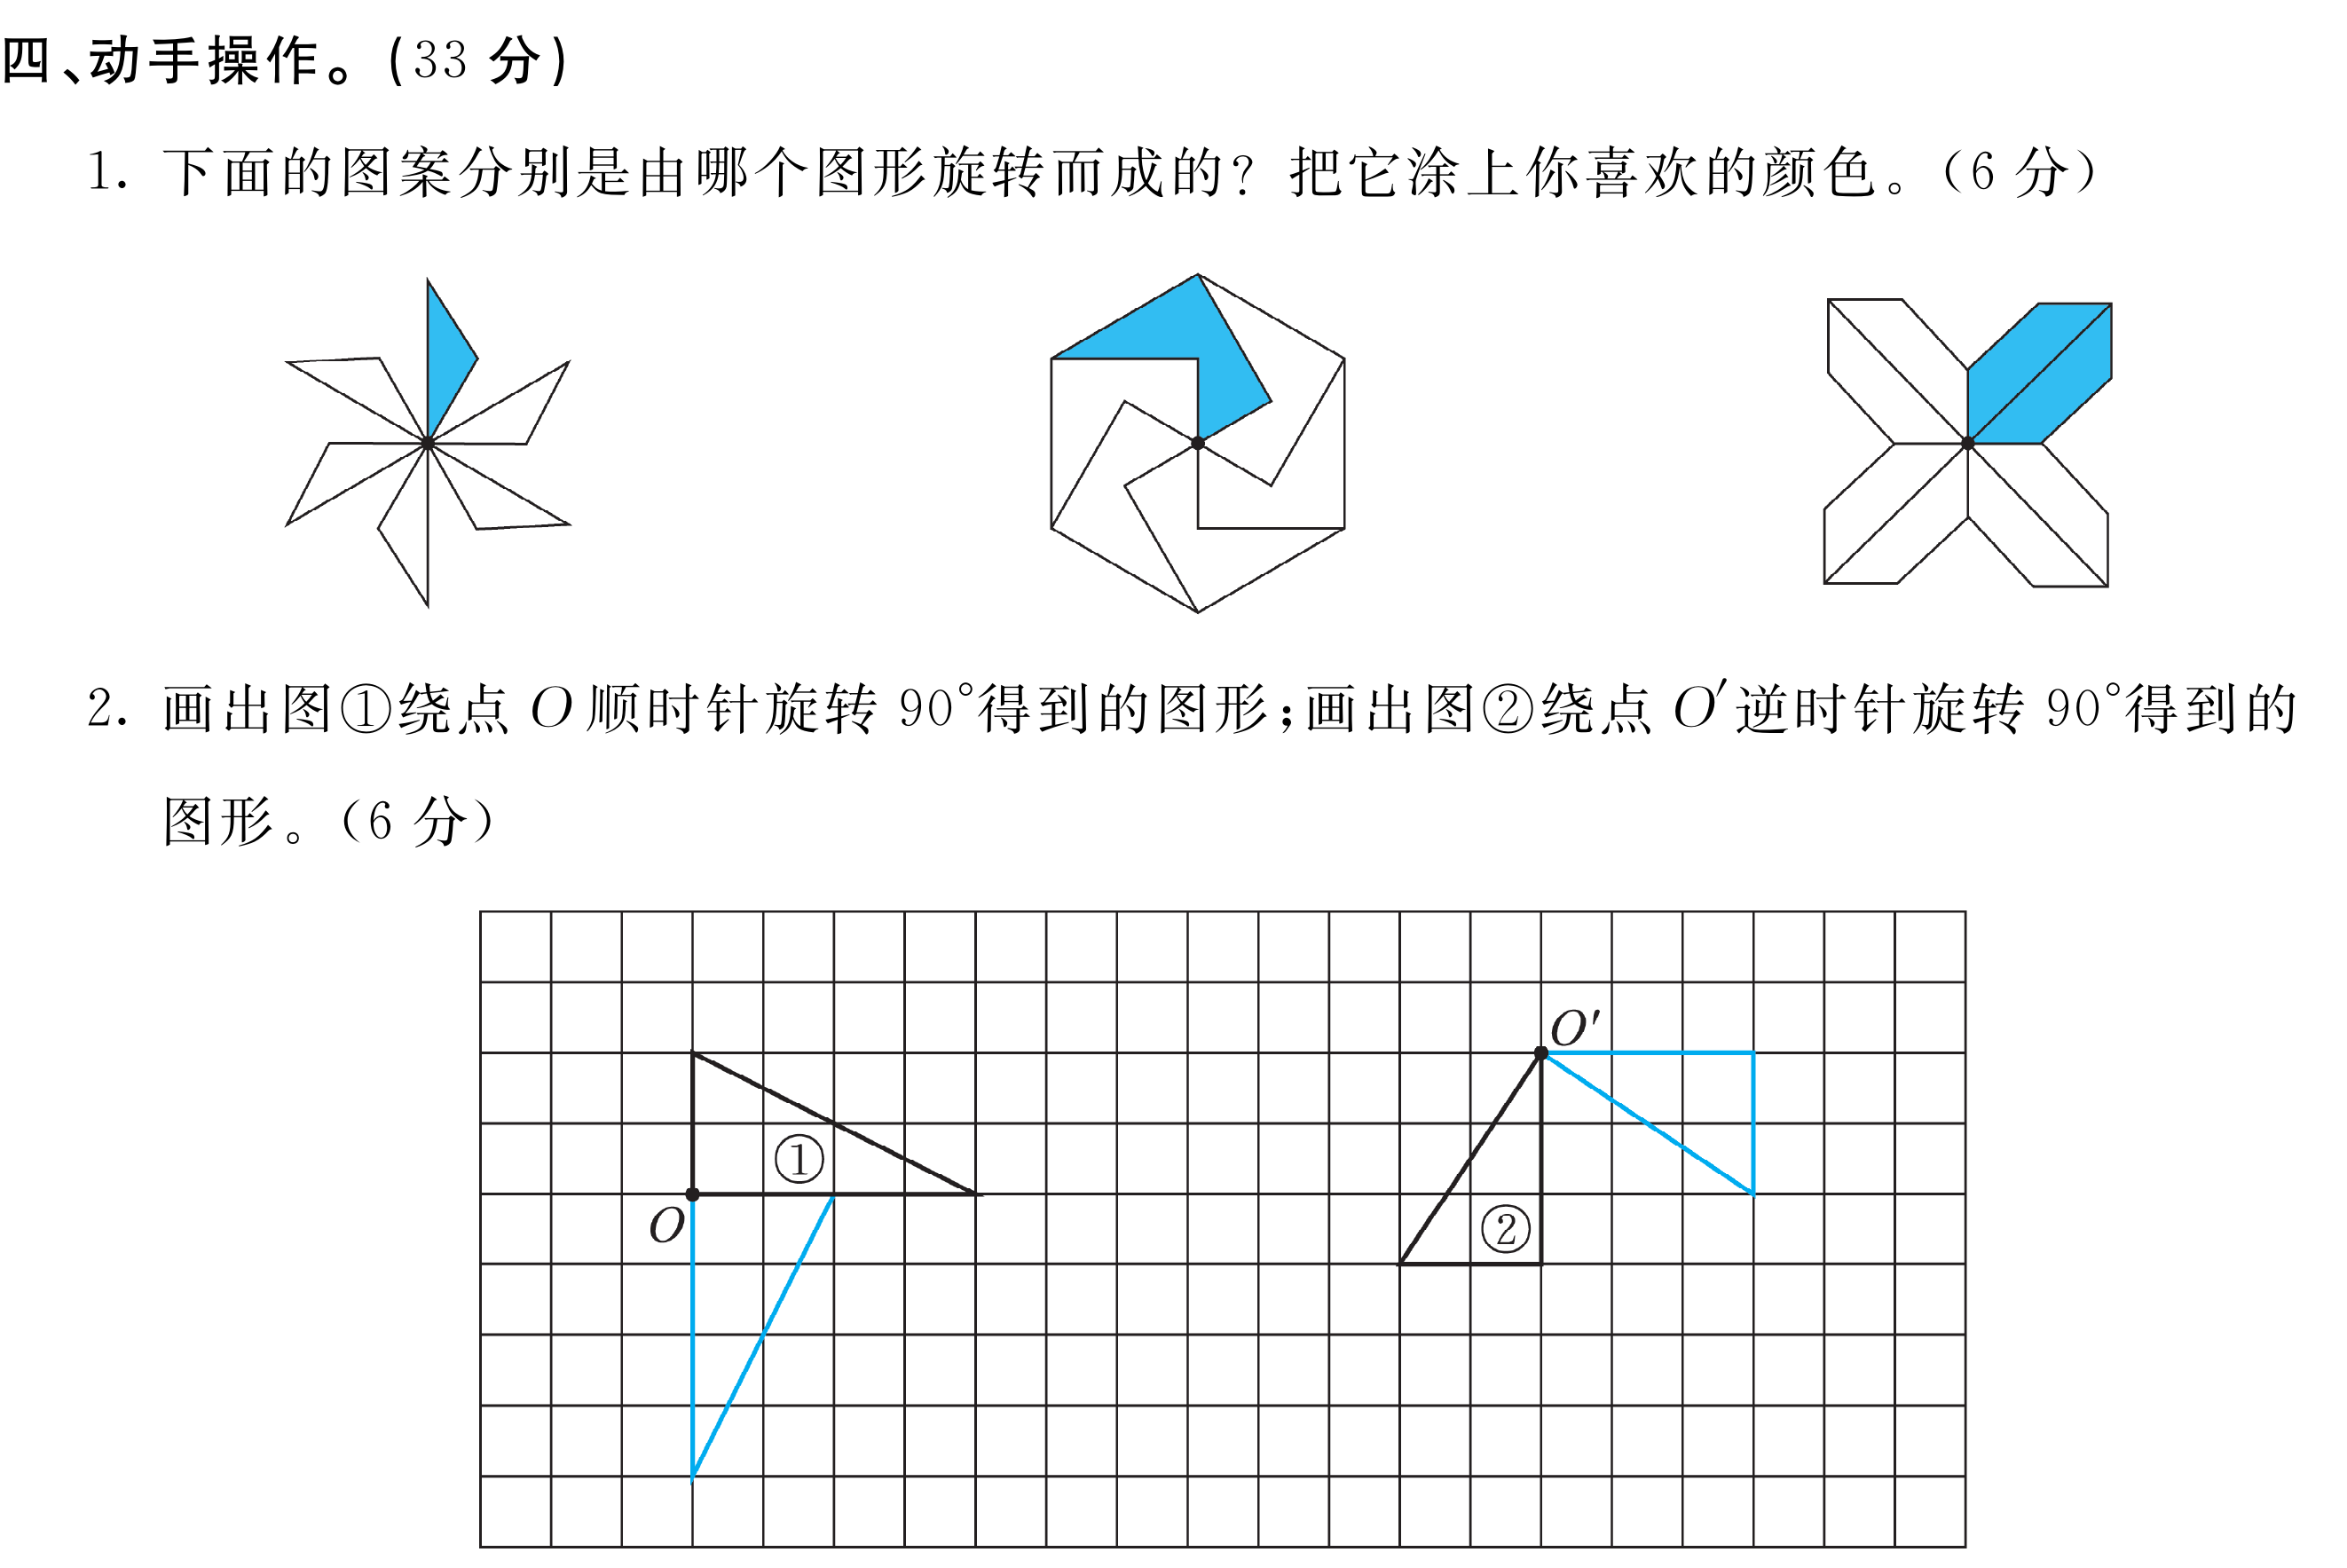 四、动手操作。(33 分)
1. 下面的图案分别是由哪个图形旋转而成的？把它涂上你喜欢的颜色。(6 分)
2. 画出图①绕点 O 顺时针旋转 90°得到的图形；画出图②绕点 O′逆时针旋转 90°得到的
图形。(6 分)
O′
①
O
②